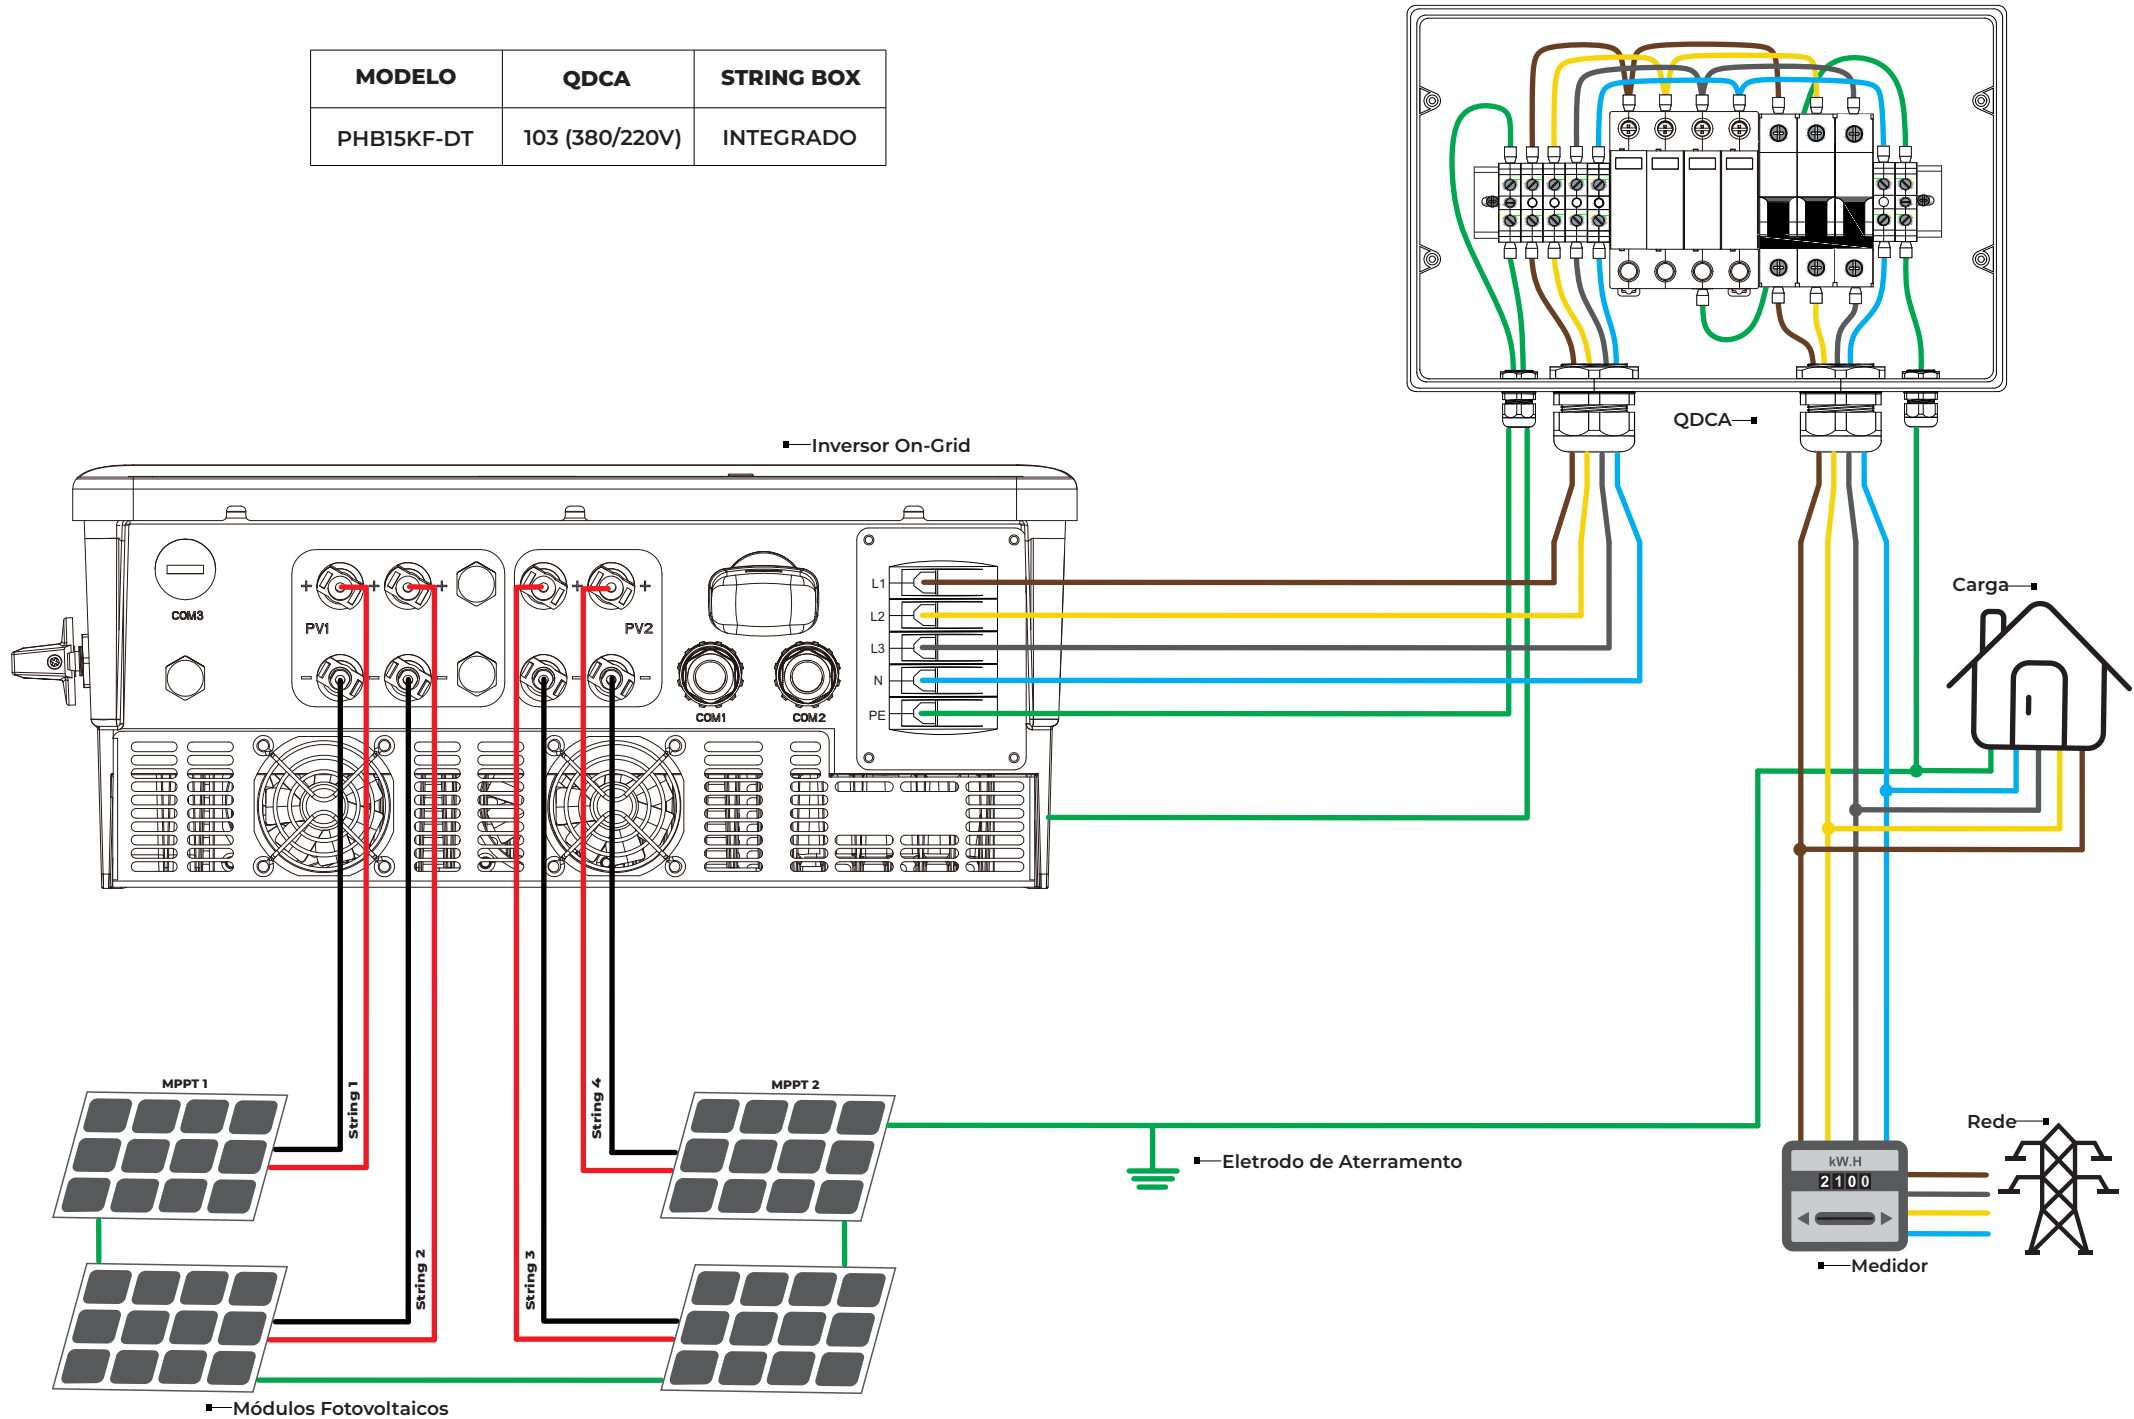 MODELO QDCA STRING BOX
PHB15KF-DT 103 (380/220V) INTEGRADO
QDCA
Inversor On-Grid
COM3
+ + + + + +
PV1 PV2
- - - -
COM1 COM2
L1
L2
L3
N
PE
Carga
MPPT 1
MPPT 2
String 1
String 2
String 3
String 4
Eletrodo de Aterramento
Rede
kW.H
2100
Medidor
Módulos Fotovoltaicos